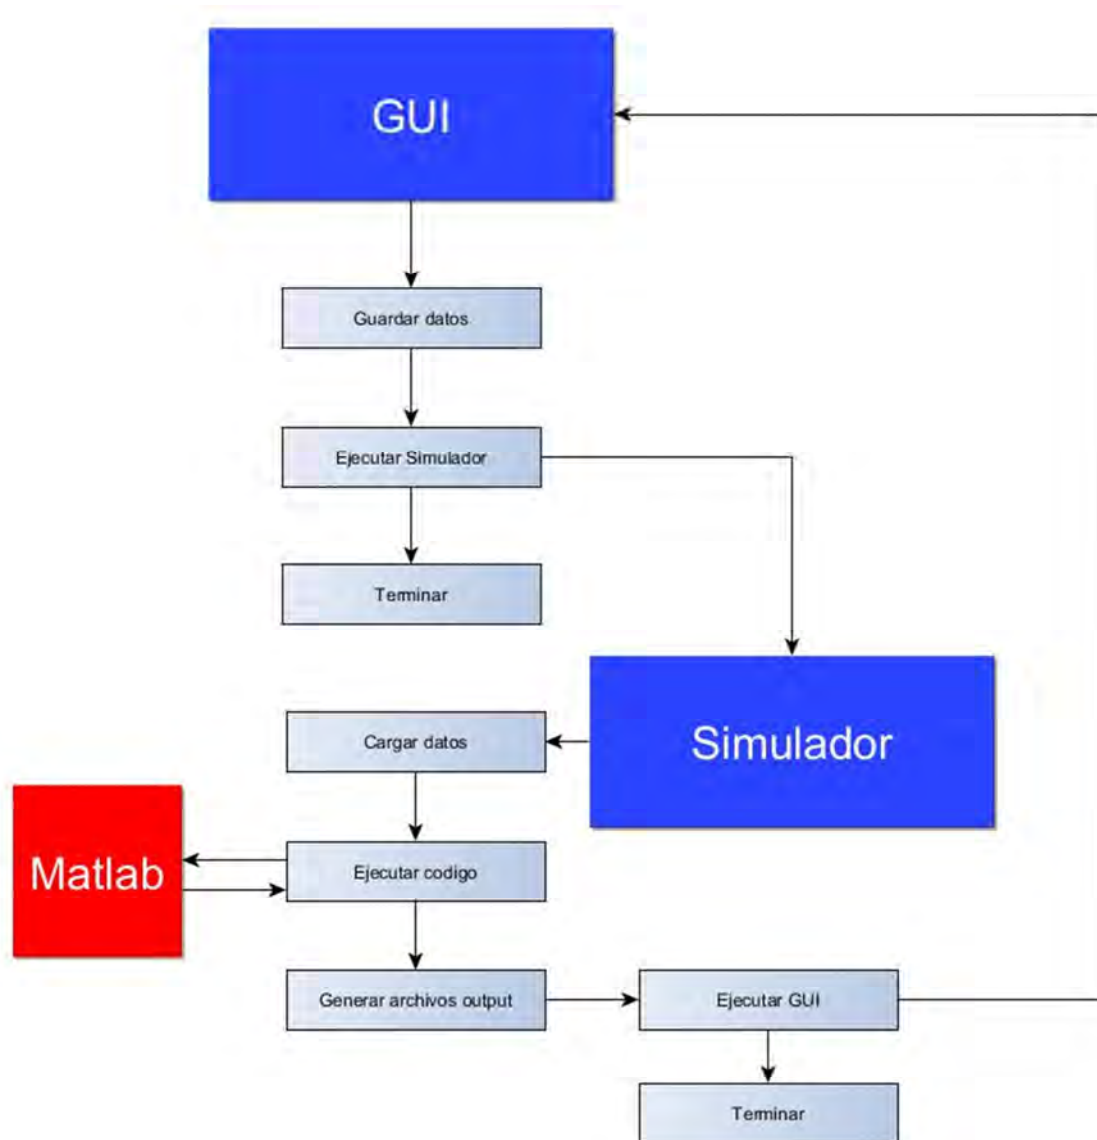 GUI
Guardar datos
Ejecutar Simulador
Terminar
Simulador
Cargar datos
Matlab
Ejecutar codigo
Generar archivos output
Ejecutar GUI
Terminar